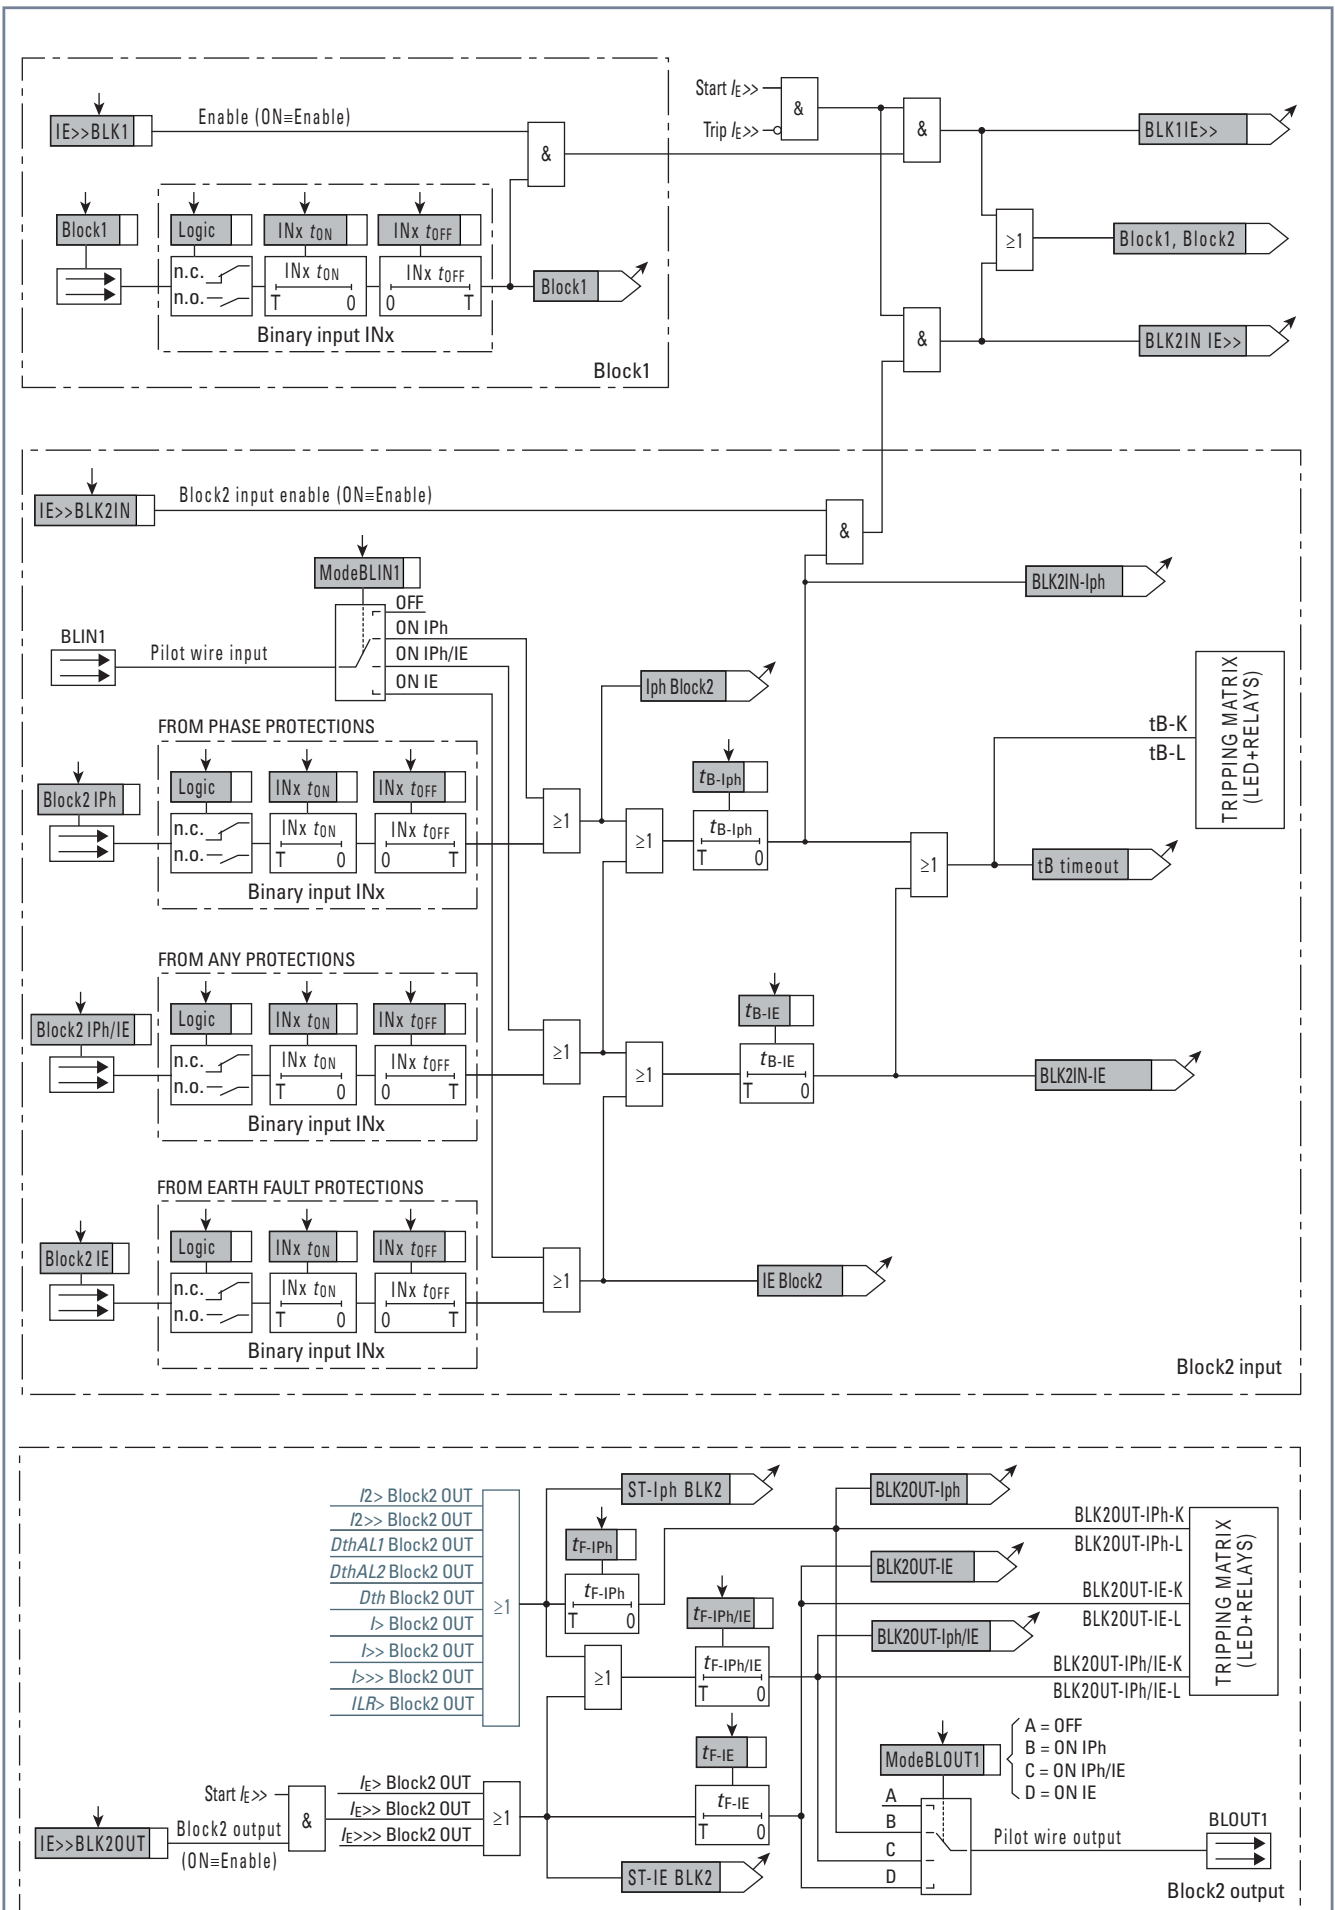 Start IE>>
Trip IE>>
&
IE>>BLK1
Enable (ON≡Enable)
&
&
BLK1IE>>
Block1
Logic
INx tON
INx tOFF
n.c.
n.o.
INx tON
T 0
INx tOFF
0 T
Block1
Binary input INx
Block1
≥1
Block1, Block2
&
BLK2IN IE>>
IE>>BLK2IN
Block2 input enable (ON≡Enable)
&
ModeBLIN1
BLK2IN-Iph
OFF
ON IPh
ON IPh/IE
ON IE
BLIN1
Pilot wire input
Iph Block2
TRIPPING MATRIX
(LED+RELAYS)
tB-K
tB-L
FROM PHASE PROTECTIONS
Block2 IPh
Logic
INx tON
INx tOFF
n.c.
n.o.
INx tON
T 0
INx tOFF
0 T
Binary input INx
≥1
≥1
tB-Iph
tB-Iph
T 0
≥1
tB timeout
FROM ANY PROTECTIONS
Block2 IPh/IE
Logic
INx tON
INx tOFF
n.c.
n.o.
INx tON
T 0
INx tOFF
0 T
Binary input INx
≥1
≥1
tB-IE
tB-IE
T 0
BLK2IN-IE
FROM EARTH FAULT PROTECTIONS
Block2 IE
Logic
INx tON
INx tOFF
n.c.
n.o.
INx tON
T 0
INx tOFF
0 T
Binary input INx
≥1
IE Block2
Block2 input
I2> Block2 OUT
I2>> Block2 OUT
DthAL1 Block2 OUT
DthAL2 Block2 OUT
Dth Block2 OUT
I> Block2 OUT
I>> Block2 OUT
I>>> Block2 OUT
ILR> Block2 OUT
≥1
ST-Iph BLK2
tF-IPh
tF-IPh
T 0
BLK2OUT-Iph
BLK2OUT-IPh-K
BLK2OUT-IPh-L
BLK2OUT-IE
BLK2OUT-IE-K
BLK2OUT-IE-L
tF-IPh/IE
tF-IPh/IE
T 0
≥1
BLK2OUT-Iph/IE
BLK2OUT-IPh/IE-K
BLK2OUT-IPh/IE-L
TRIPPING MATRIX
(LED+RELAYS)
tF-IE
tF-IE
T 0
ModeBLOUT1
A = OFF
B = ON IPh
C = ON IPh/IE
D = ON IE
Start IE>>
&
IE>>BLK2OUT
Block2 output
(ON≡Enable)
IE> Block2 OUT
IE>> Block2 OUT
IE>>> Block2 OUT
≥1
ST-IE BLK2
A
B
C
D
Pilot wire output
BLOUT1
Block2 output